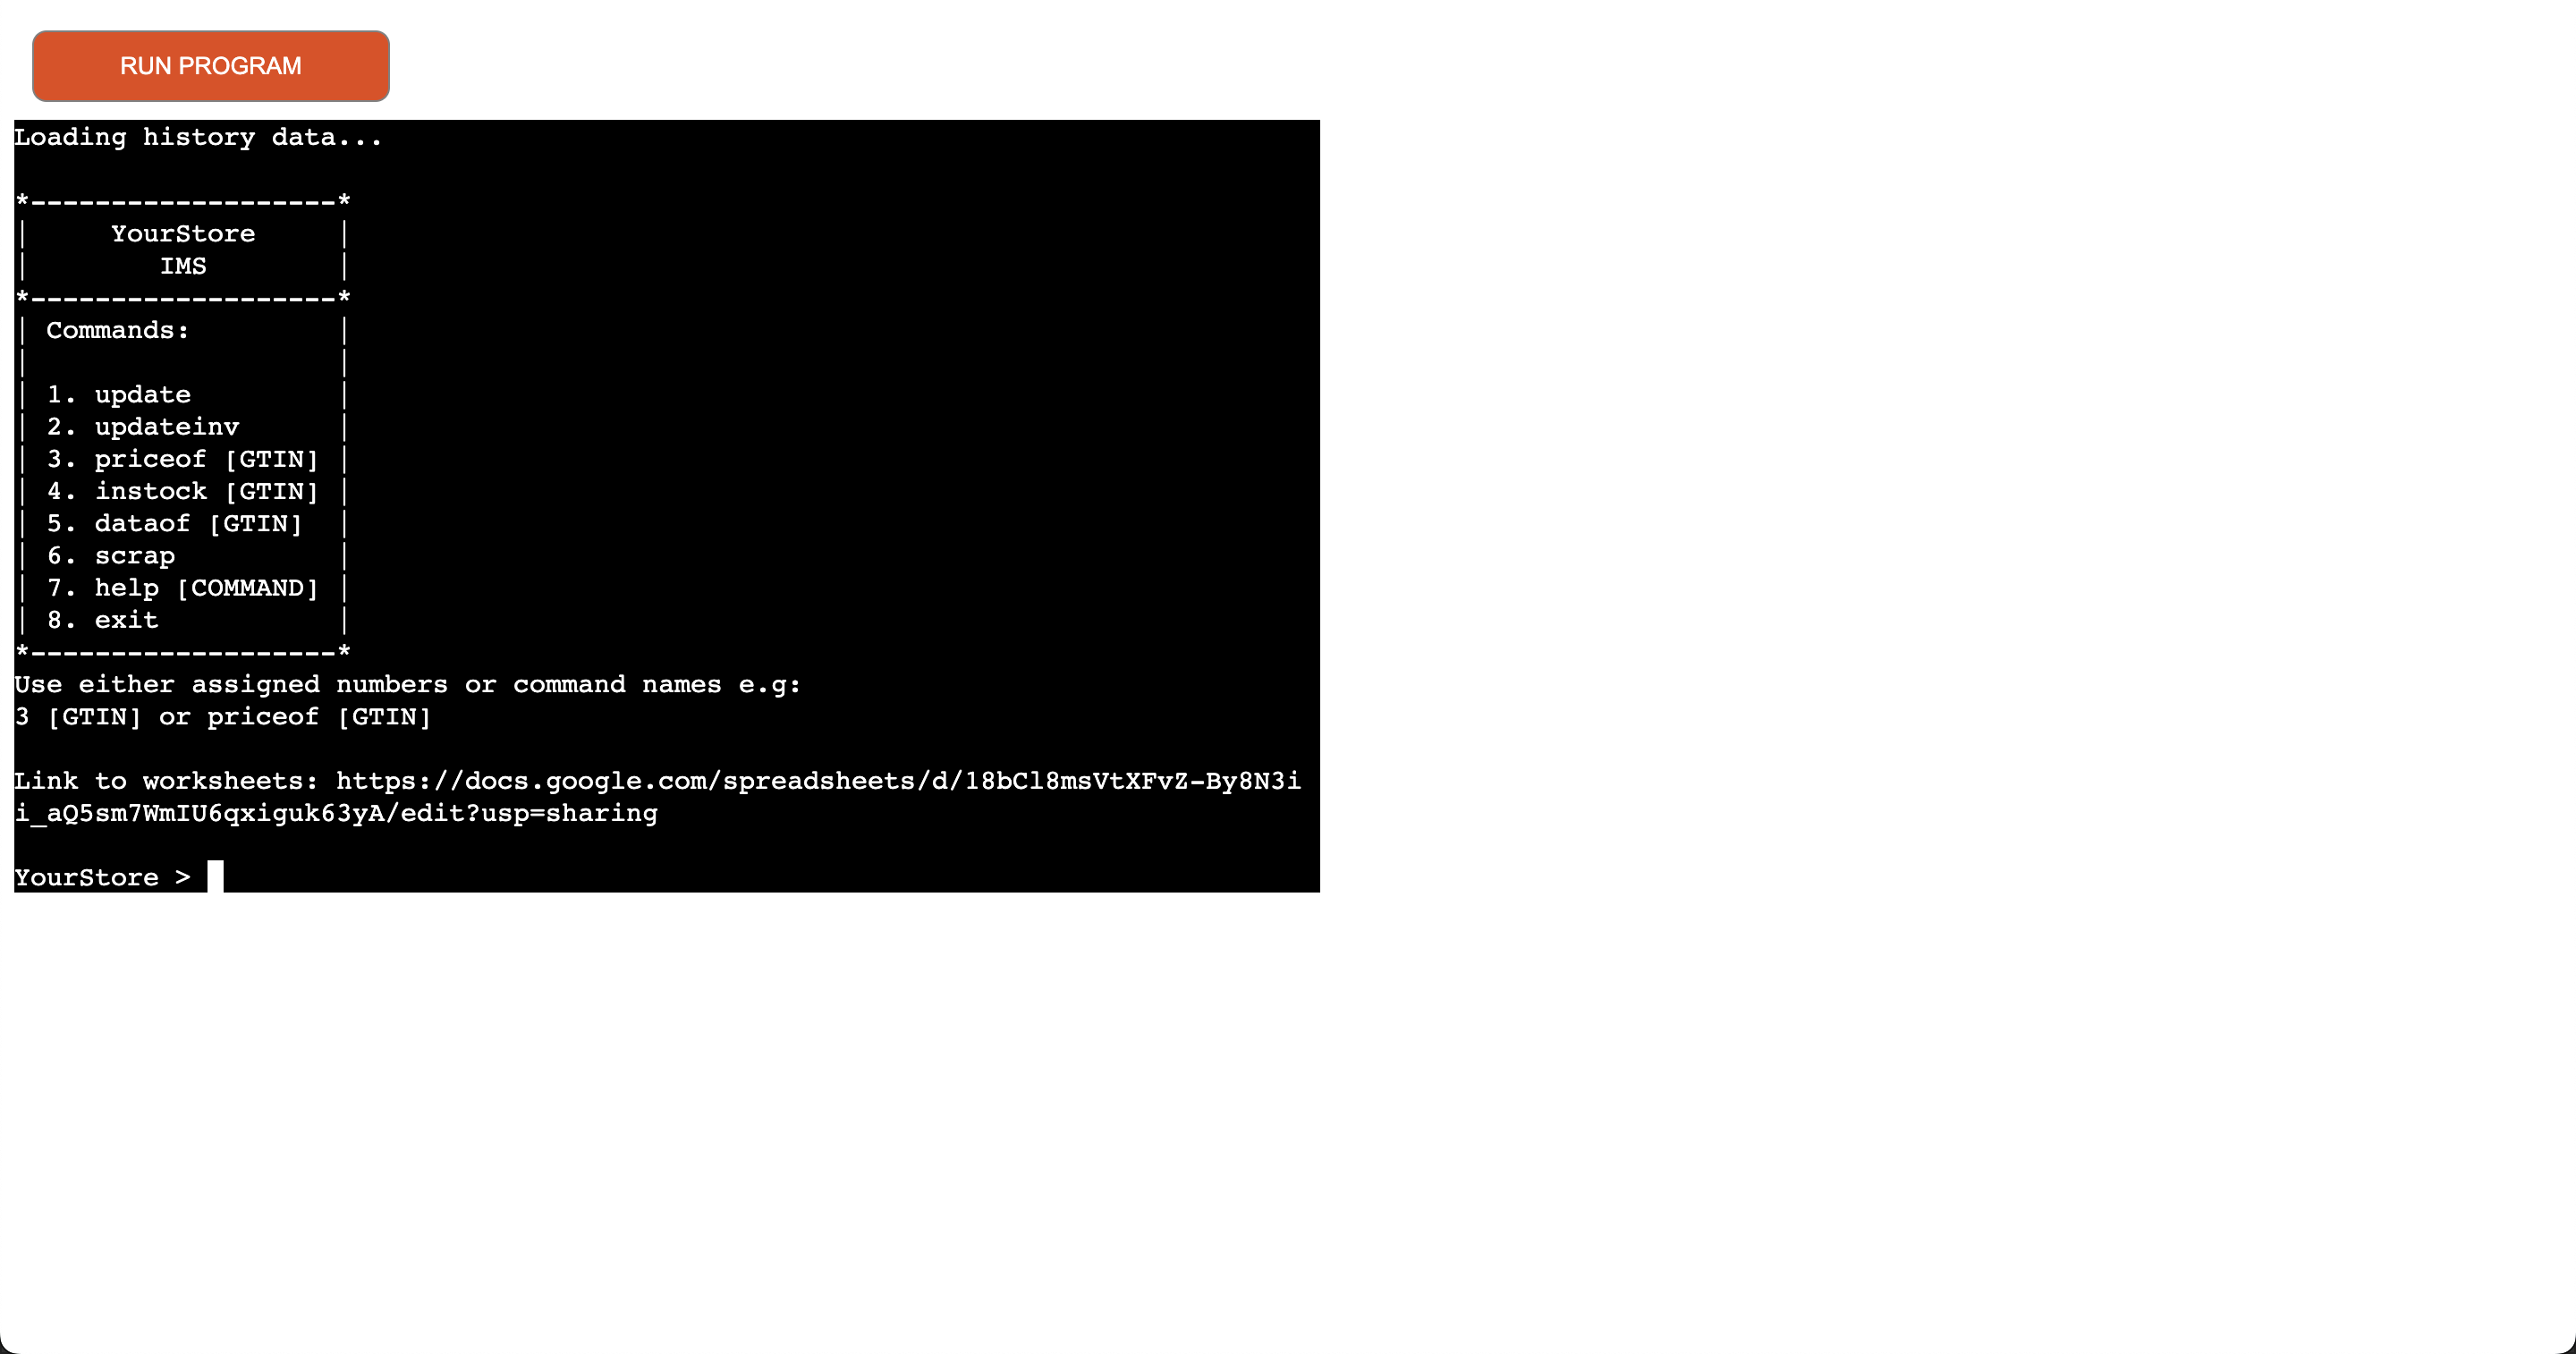 RUN PROGRAM
Loading history data...
*-------------------*
| YourStore |
| IMS |
*-------------------*
| Commands: |
| |
| 1. update |
| 2. updateinv |
| 3. priceof [GTIN] |
| 4. instock [GTIN] |
| 5. dataof [GTIN] |
| 6. scrap |
| 7. help [COMMAND] |
| 8. exit |
*-------------------*
Use either assigned numbers or command names e.g:
3 [GTIN] or priceof [GTIN]
Link to worksheets: https://docs.google.com/spreadsheets/d/18bCl8msVtXFvZ-By8N3i
i_aQ5sm7WmIU6qxiguk63yA/edit?usp=sharing
YourStore >